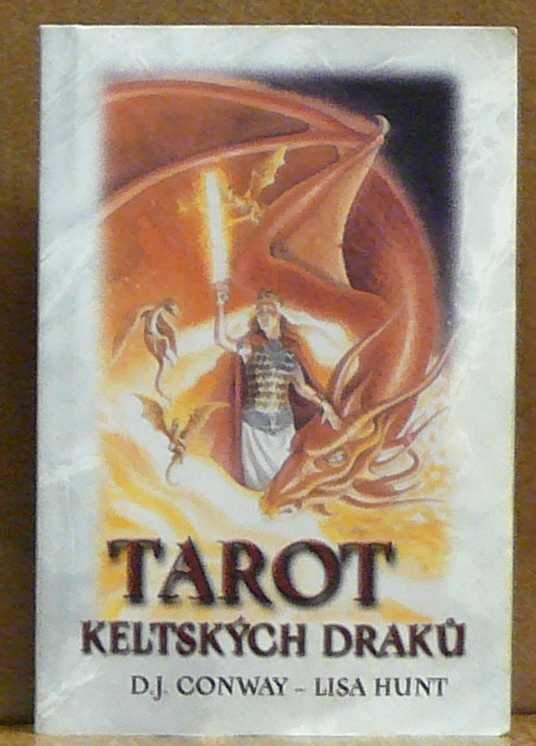 TAROT
KELTSKÝCH DRAKŮ
D.J. CONWAY – LISA HUNT